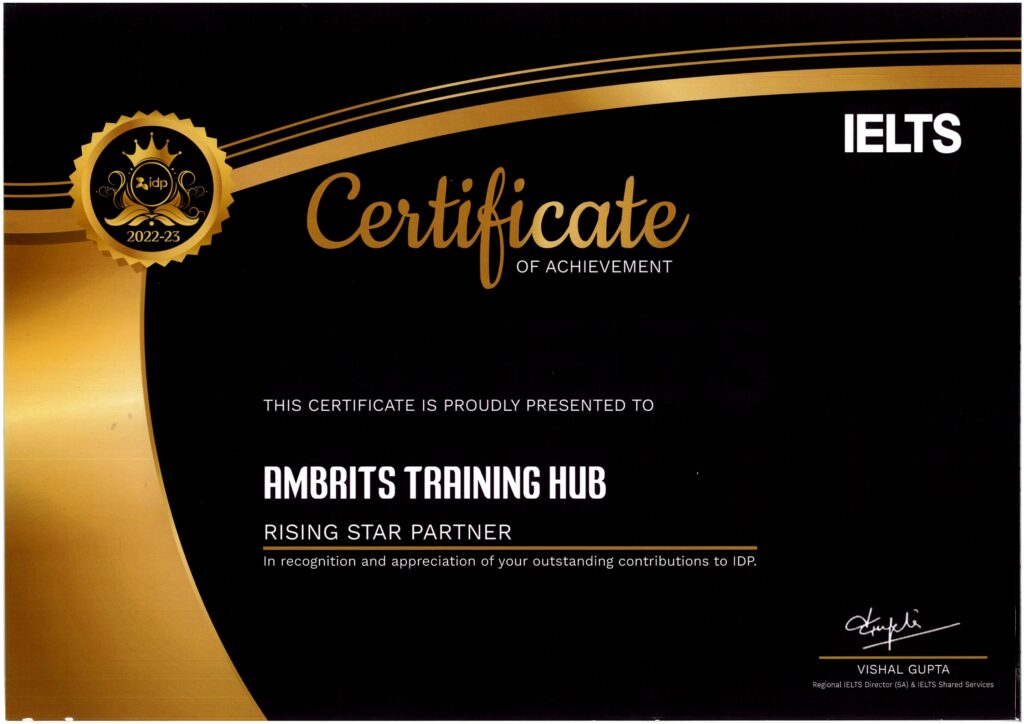 IELTS
idp
2022-23
Certificate
OF ACHIEVEMENT
THIS CERTIFICATE IS PROUDLY PRESENTED TO
AMBRITS TRAINING HUB
RISING STAR PARTNER
In recognition and appreciation of your outstanding contributions to IDP.
VISHAL GUPTA
Regional IELTS Director (SA) & IELTS Shared Services